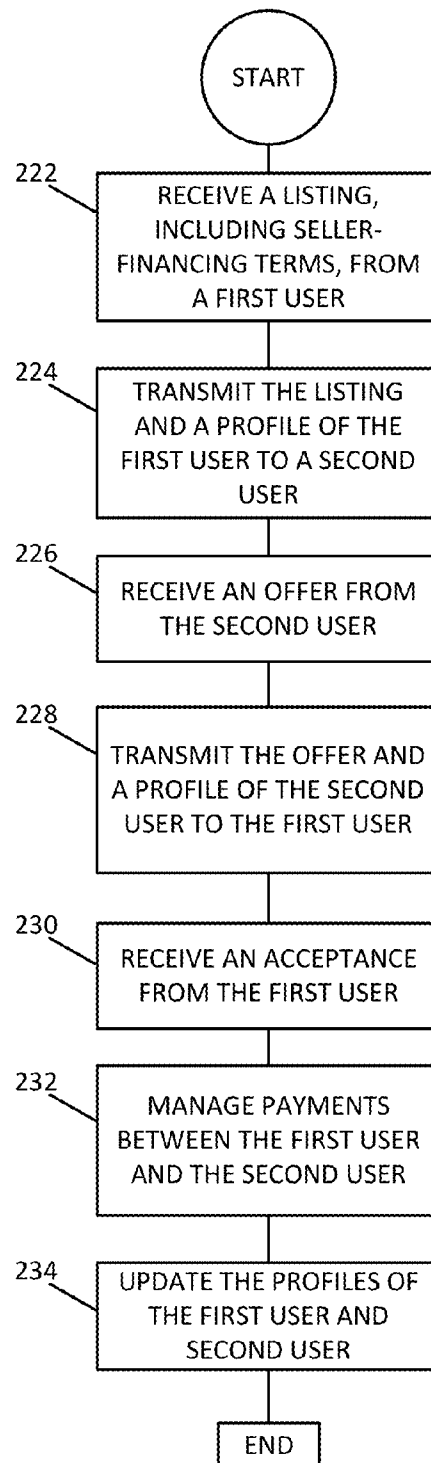 START
222
RECEIVE A LISTING,
INCLUDING SELLER-
FINANCING TERMS, FROM
A FIRST USER
224
TRANSMIT THE LISTING
AND A PROFILE OF THE
FIRST USER TO A SECOND
USER
226
RECEIVE AN OFFER FROM
THE SECOND USER
228
TRANSMIT THE OFFER AND
A PROFILE OF THE SECOND
USER TO THE FIRST USER
230
RECEIVE AN ACCEPTANCE
FROM THE FIRST USER
232
MANAGE PAYMENTS
BETWEEN THE FIRST USER
AND THE SECOND USER
234
UPDATE THE PROFILES OF
THE FIRST USER AND
SECOND USER
END